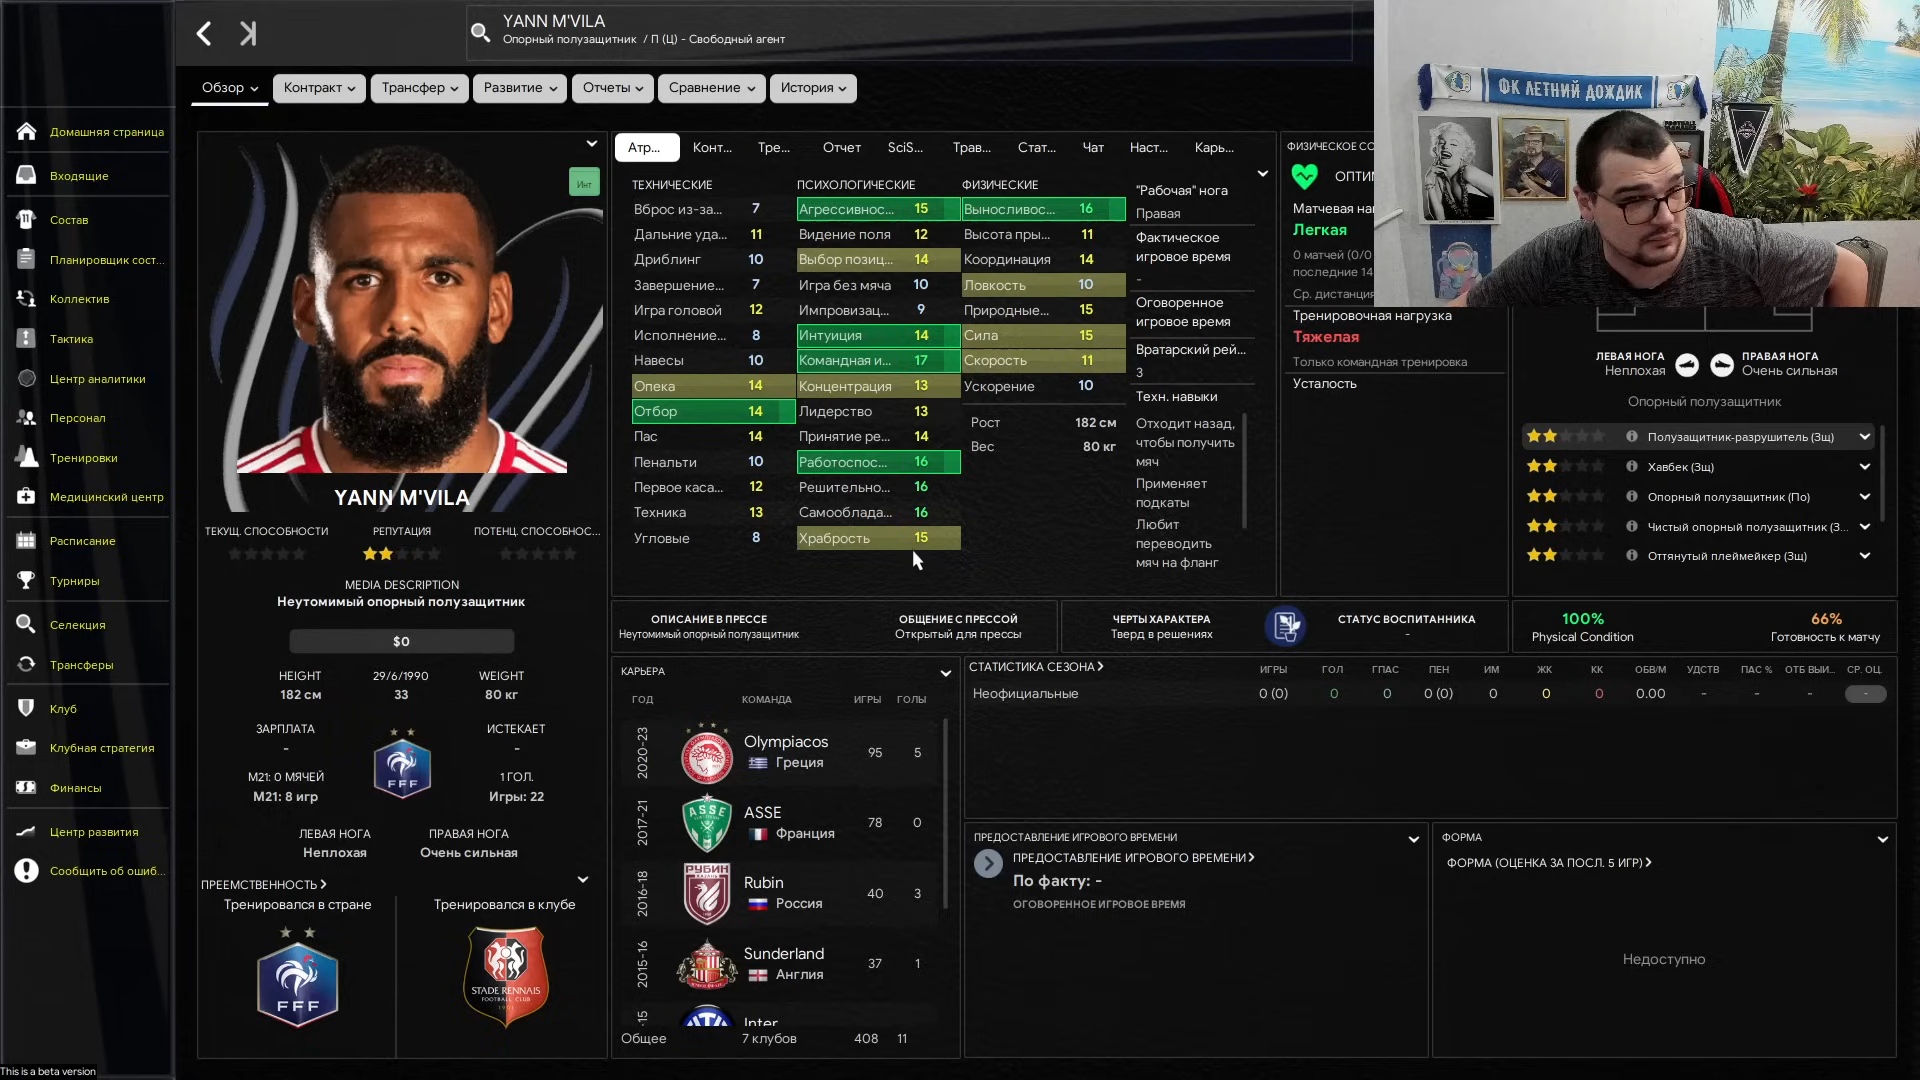 YANN M'VILA
Опорный полузащитник / П (Ц) - Свободный агент
Обзор
Контракт
Трансфер
Развитие
Отчеты
Сравнение
История
Домашняя страница
Входящие
Состав
Планировщик сост...
Коллектив
Тактика
Центр аналитики
Персонал
Тренировки
Медицинский центр
Расписание
Турниры
Селекция
Трансферы
Клуб
Клубная стратегия
Финансы
Центр развития
Сообщить об ошиб...
This is a beta version
Инт
YANN M'VILA
ТЕКУЩ. СПОСОБНОСТИ
РЕПУТАЦИЯ
ПОТЕНЦ. СПОСОБНОС...
MEDIA DESCRIPTION
Неутомимый опорный полузащитник
$0
HEIGHT
182 см
29/6/1990
33
WEIGHT
80 кг
ЗАРПЛАТА
-
ИСТЕКАЕТ
-
М21: 0 МЯЧЕЙ
М21: 8 игр
FFF
1 ГОЛ.
Игры: 22
ЛЕВАЯ НОГА
Неплохая
ПРАВАЯ НОГА
Очень сильная
ПРЕЕМСТВЕННОСТЬ
Тренировался в стране
Тренировался в клубе
FFF
STADE RENNAIS
FOOTBALL CLUB
Атр...
Конт...
Тре...
Отчет
SciS...
Трав...
Стат...
Чат
Наст...
Карь...
ТЕХНИЧЕСКИЕ
Вброс из-за... 7
Дальние уда... 11
Дриблинг 10
Завершение... 7
Игра головой 12
Исполнение... 8
Навесы 10
Опека 14
Отбор 14
Пас 14
Пенальти 10
Первое каса... 12
Техника 13
Угловые 8
ПСИХОЛОГИЧЕСКИЕ
Агрессивнос... 15
Видение поля 12
Выбор позиц... 14
Игра без мяча 10
Импровизац... 9
Интуиция 14
Командная и... 17
Концентрация 13
Лидерство 13
Принятие ре... 14
Работоспос... 16
Решительно... 16
Самооблада... 16
Храбрость 15
ФИЗИЧЕСКИЕ
Выносливос... 16
Высота пры... 11
Координация 14
Ловкость 10
Природные... 15
Сила 15
Скорость 11
Ускорение 10
Рост 182 см
Вес 80 кг
"Рабочая" нога
Правая
Фактическое
игровое время
-
Оговоренное
игровое время
Вратарский рей...
3
Техн. навыки
Отходит назад,
чтобы получить
мяч
Применяет
подкаты
Любит
переводить
мяч на фланг
ФИЗИЧЕСКОЕ СО
ОПТИМ
Матчевая наг
Легкая
0 матчей (0/0
последние 14
Ср. дистанция
Тренировочная нагрузка
Тяжелая
Только командная тренировка
Усталость
ФК ЛЕТНИЙ ДОЖДИК
ЛЕВАЯ НОГА
Неплохая
ПРАВАЯ НОГА
Очень сильная
Опорный полузащитник
Полузащитник-разрушитель (Зщ)
Хавбек (Зщ)
Опорный полузащитник (По)
Чистый опорный полузащитник (З...
Оттянутый плеймейкер (Зщ)
ОПИСАНИЕ В ПРЕССЕ
Неутомимый опорный полузащитник
ОБЩЕНИЕ С ПРЕССОЙ
Открытый для прессы
ЧЕРТЫ ХАРАКТЕРА
Тверд в решениях
СТАТУС ВОСПИТАННИКА
-
100%
Physical Condition
66%
Готовность к матчу
КАРЬЕРА
ГОД КОМАНДА ИГРЫ ГОЛЫ
2020-23 Olympiacos Греция 95 5
2017-21 ASSE Франция 78 0
2016-18 Rubin Россия 40 3
2015-16 Sunderland Англия 37 1
-15 Inter
Общее 7 клубов 408 11
ASSE
РУБИН
СТАТИСТИКА СЕЗОНА
ИГРЫ ГОЛ ГПАС ПЕН ИМ ЖК КК ОБВ/М УДСТВ ПАС % ОТБ ВЫИ... СР. ОЦ.
Неофициальные 0 (0) 0 0 0 (0) 0 0 0 0.00 - - - -
ПРЕДОСТАВЛЕНИЕ ИГРОВОГО ВРЕМЕНИ
ПРЕДОСТАВЛЕНИЕ ИГРОВОГО ВРЕМЕНИ
По факту: -
ОГОВОРЕННОЕ ИГРОВОЕ ВРЕМЯ
ФОРМА
ФОРМА (ОЦЕНКА ЗА ПОСЛ. 5 ИГР)
Недоступно